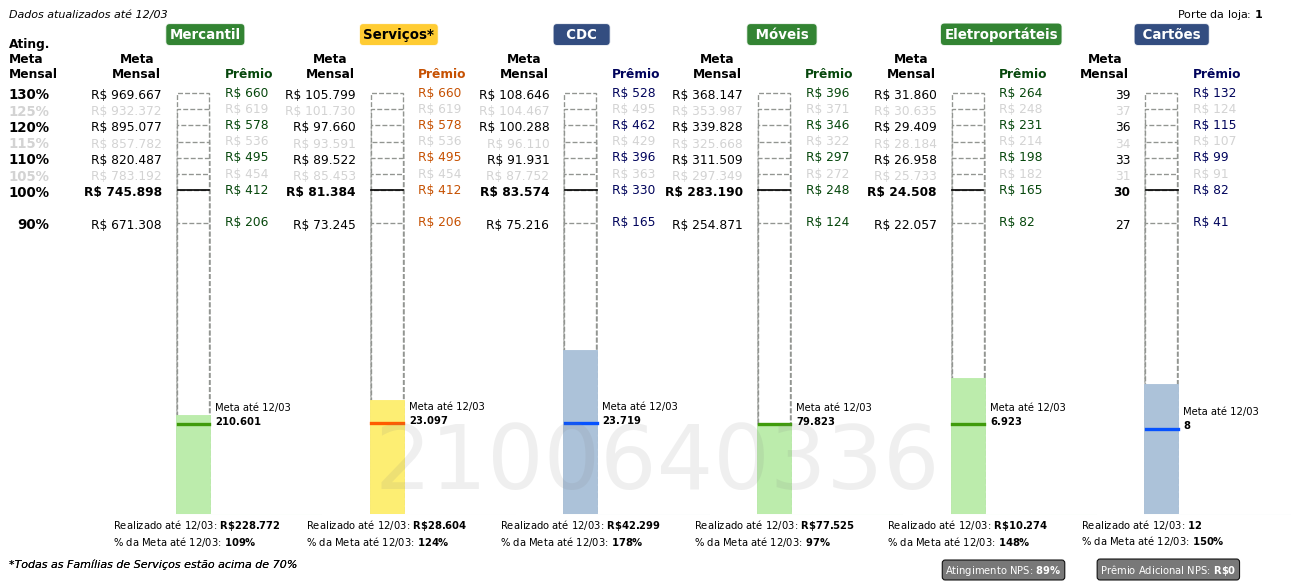 Dados atualizados até 12/03 Porte da loja: 1
Mercantil Serviços* CDC Móveis Eletroportáteis Cartões
Ating.
Meta Meta Meta Meta Meta Meta Meta
Mensal Mensal Prêmio Mensal Prêmio Mensal Prêmio Mensal Prêmio Mensal Prêmio Mensal Prêmio
130% R$ 969.667 R$ 660 R$ 105.799 R$ 660 R$ 108.646 R$ 528 R$ 368.147 R$ 396 R$ 31.860 R$ 264 39 R$ 132
125% R$ 932.372 R$ 619 R$ 101.730 R$ 619 R$ 104.467 R$ 495 R$ 353.987 R$ 371 R$ 30.635 R$ 248 37 R$ 124
120% R$ 895.077 R$ 578 R$ 97.660 R$ 578 R$ 100.288 R$ 462 R$ 339.828 R$ 346 R$ 29.409 R$ 231 36 R$ 115
115% R$ 857.782 R$ 536 R$ 93.591 R$ 536 R$ 96.110 R$ 429 R$ 325.668 R$ 322 R$ 28.184 R$ 214 34 R$ 107
110% R$ 820.487 R$ 495 R$ 89.522 R$ 495 R$ 91.931 R$ 396 R$ 311.509 R$ 297 R$ 26.958 R$ 198 33 R$ 99
105% R$ 783.192 R$ 454 R$ 85.453 R$ 454 R$ 87.752 R$ 363 R$ 297.349 R$ 272 R$ 25.733 R$ 182 31 R$ 91
100% R$ 745.898 R$ 412 R$ 81.384 R$ 412 R$ 83.574 R$ 330 R$ 283.190 R$ 248 R$ 24.508 R$ 165 30 R$ 82
90% R$ 671.308 R$ 206 R$ 73.245 R$ 206 R$ 75.216 R$ 165 R$ 254.871 R$ 124 R$ 22.057 R$ 82 27 R$ 41
Meta até 12/03 Meta até 12/03 Meta até 12/03 Meta até 12/03 Meta até 12/03 Meta até 12/03
210.601 23.097 23.719 79.823 6.923 8
2100640336
Realizado até 12/03: R$228.772 Realizado até 12/03: R$28.604 Realizado até 12/03: R$42.299 Realizado até 12/03: R$77.525 Realizado até 12/03: R$10.274 Realizado até 12/03: 12
% da Meta até 12/03: 109% % da Meta até 12/03: 124% % da Meta até 12/03: 178% % da Meta até 12/03: 97% % da Meta até 12/03: 148% % da Meta até 12/03: 150%
*Todas as Famílias de Serviços estão acima de 70% Atingimento NPS: 89% Prêmio Adicional NPS: R$0